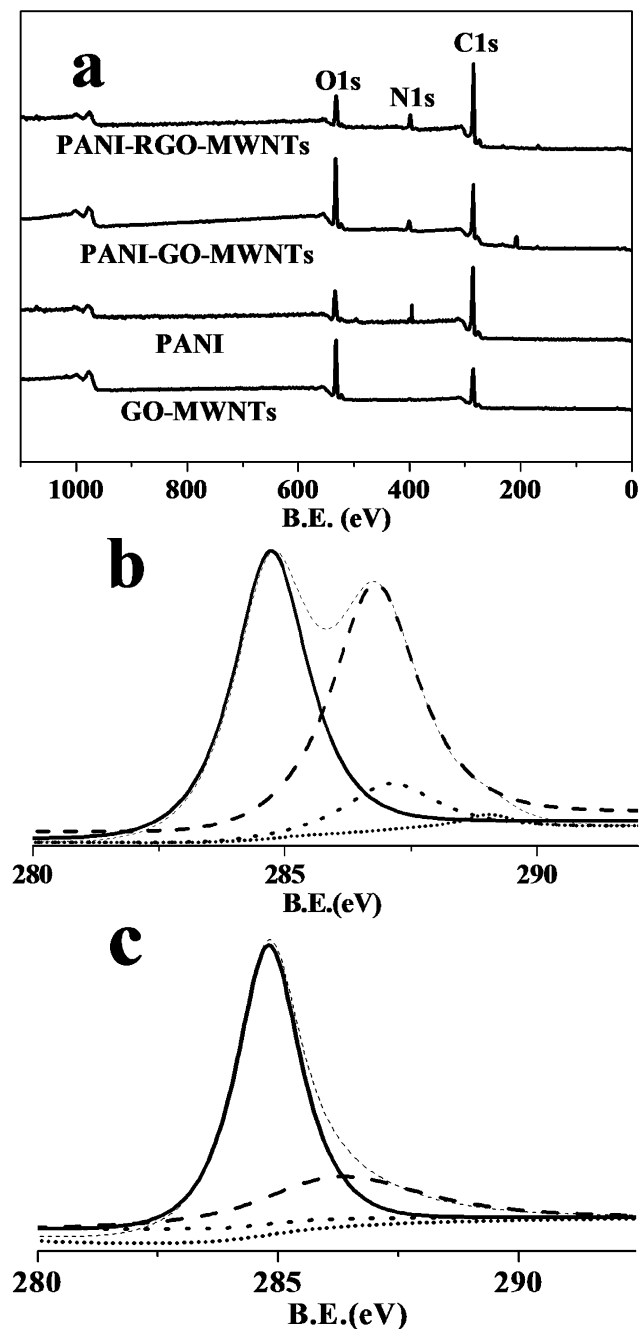 a
C1s
O1s
N1s
PANI-RGO-MWNTs
PANI-GO-MWNTs
PANI
GO-MWNTs
1000 800 600 400 200 0
B.E. (eV)
b
280 285 290
B.E.(eV)
c
280 285 290
B.E.(eV)